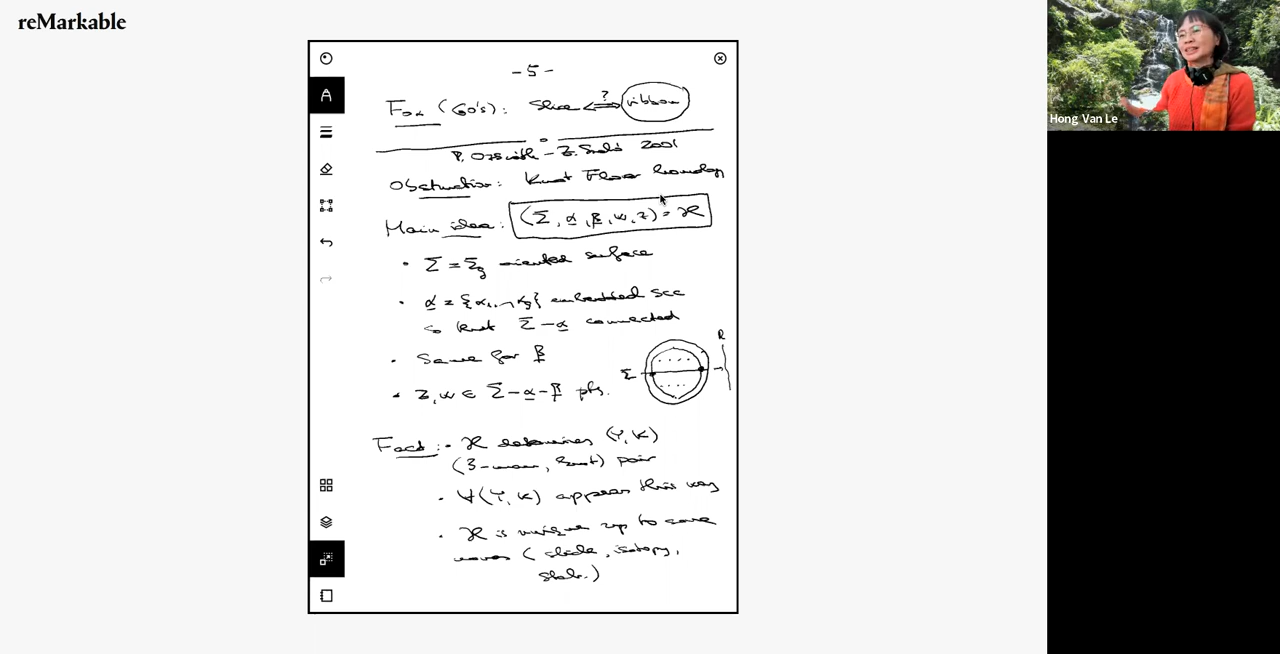 reMarkable
- 5 -
Fox (60's): Slice <=?=> ribbon
P. Ozsváth - Z. Szabó 2001
Obstruction: Knot Floer homology
Main idea: (Σ, α, β, w, z) = ℋ
• Σ = Σg oriented surface
• α = {α1, ..., αg} embedded scc
so that Σ - α connected
• Same for β
• z, w ∈ Σ - α - β pts.
Σ
R
Fact: • ℋ determines (Y, K)
(3-man, knot) pair
• ∀(Y, K) appears this way
• ℋ is unique up to some
moves (slide, isotopy,
stab.)
Hong Van Le